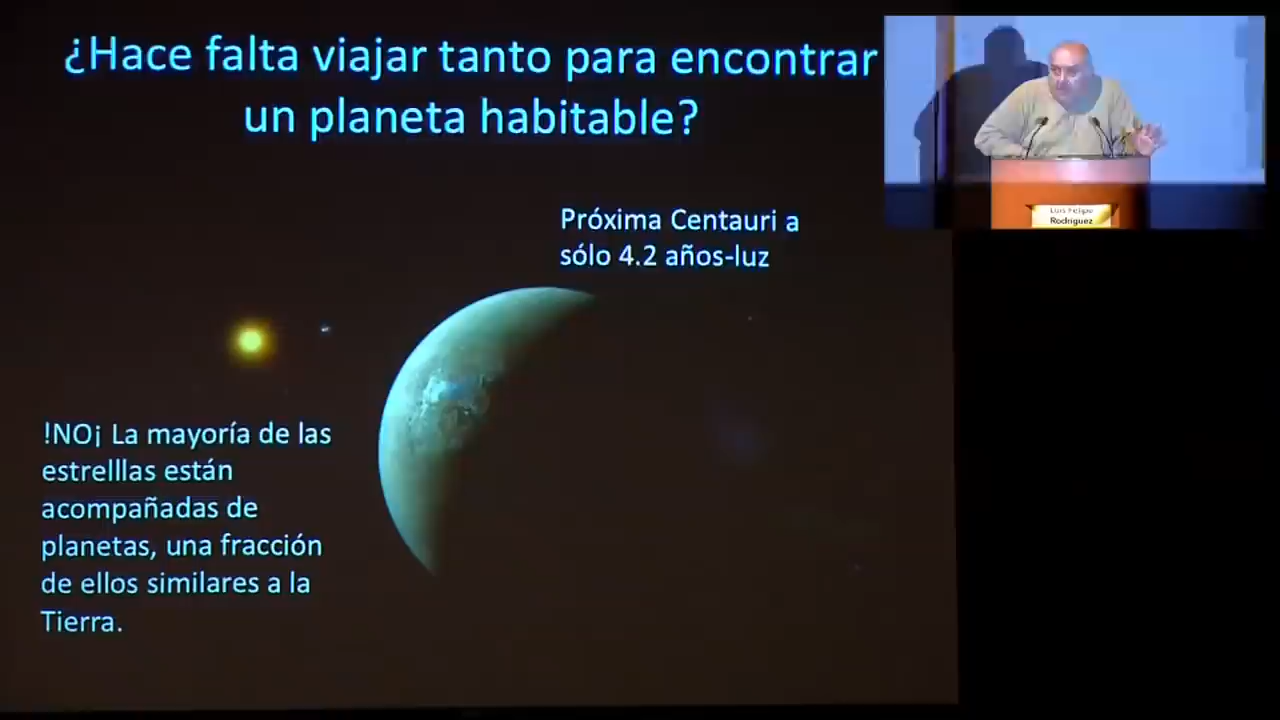 ¿Hace falta viajar tanto para encontrar
un planeta habitable?
Próxima Centauri a
sólo 4.2 años-luz
!NO¡ La mayoría de las
estrelllas están
acompañadas de
planetas, una fracción
de ellos similares a la
Tierra.
Luis Felipe
Rodríguez